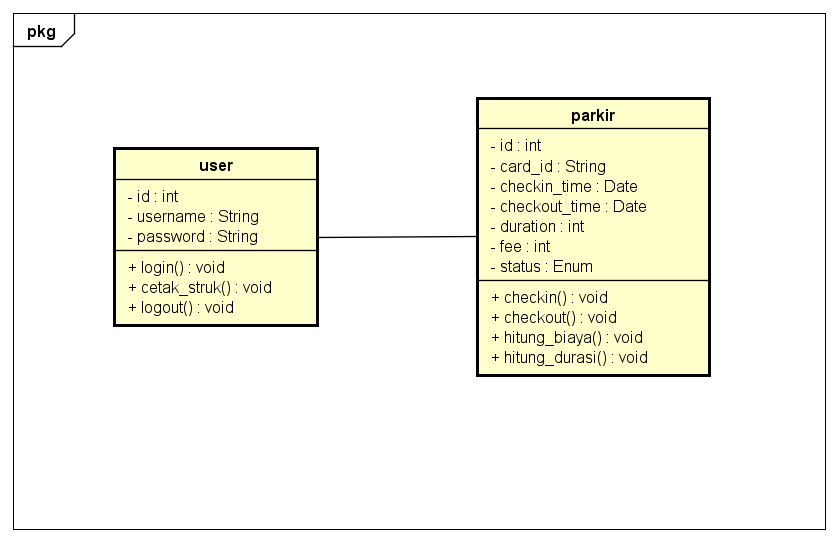 pkg
user
- id : int
- username : String
- password : String
+ login() : void
+ cetak_struk() : void
+ logout() : void
parkir
- id : int
- card_id : String
- checkin_time : Date
- checkout_time : Date
- duration : int
- fee : int
- status : Enum
+ checkin() : void
+ checkout() : void
+ hitung_biaya() : void
+ hitung_durasi() : void